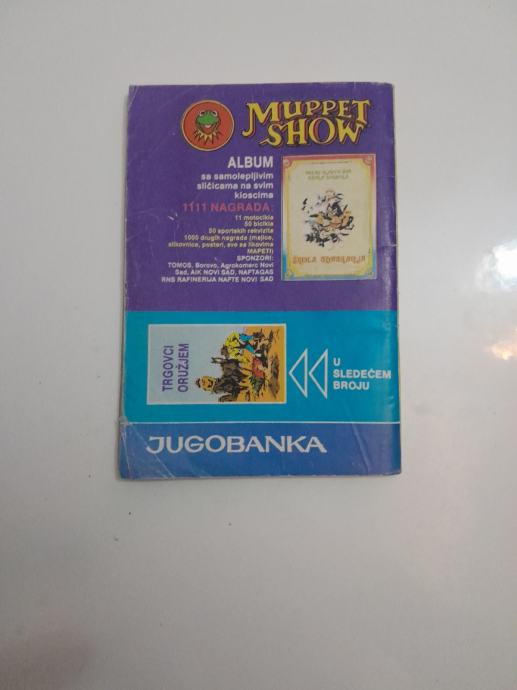 MUPPET
SHOW
ALBUM
sa samolepljivim
sličicama na svim
kioscima
1111 NAGRADA:
11 motocikla
50 bicikla
50 sportskih rekvizita
1000 drugih nagrada (majice,
slikovnice, posteri, sve sa likovima
MAPETI)
SPONZORI:
TOMOS, Borovo, Agrokomerc Novi
Sad, AIK NOVI SAD, NAFTAGAS
RNS RAFINERIJA NAFTE NOVI SAD
TRGOVCI
ORUŽJEM
U
SLEDEĆEM
BROJU
JUGOBANKA